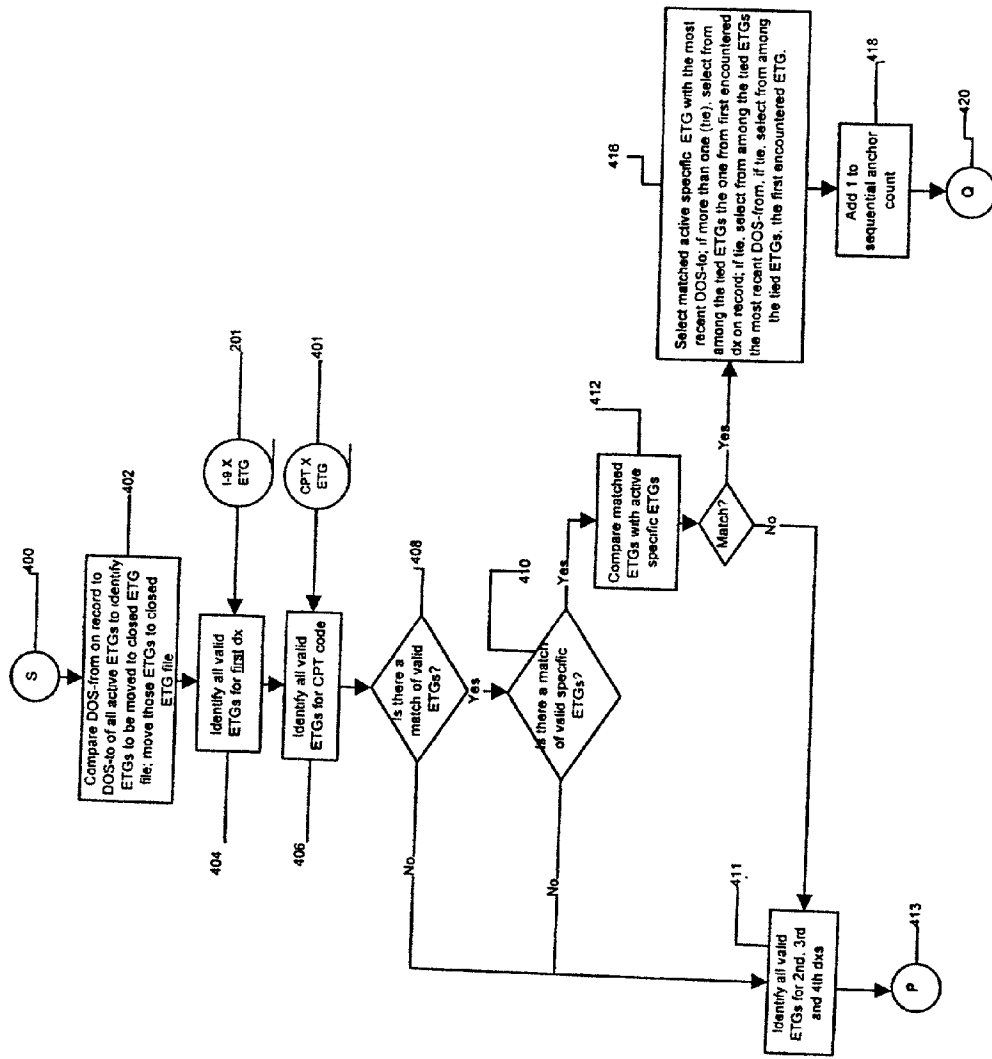 S
400
Compare DOS-from on record to
DOS-to of all active ETGs to identify
ETGs to be moved to closed ETG
file; move those ETGs to closed
ETG file
402
I-9 X
ETG
201
Identify all valid
ETGs for first dx
404
CPT X
ETG
401
Identify all valid
ETGs for CPT code
406
Is there a
match of valid
ETGs?
408
No
Yes
Is there a match
of valid specific
ETGs?
410
No
Yes
Compare matched
ETGs with active
specific ETGs
412
Match?
Yes
No
Identify all valid
ETGs for 2nd, 3rd
and 4th dxs
411
P
413
Select matched active specific ETG with the most
recent DOS-to; if more than one (tie), select from
among the tied ETGs the one from first encountered
dx on record; if tie, select from among the tied ETGs
the most recent DOS-from, if tie, select from among
the tied ETGs, the first encountered ETG.
416
Add 1 to
sequential anchor
count
418
Q
420